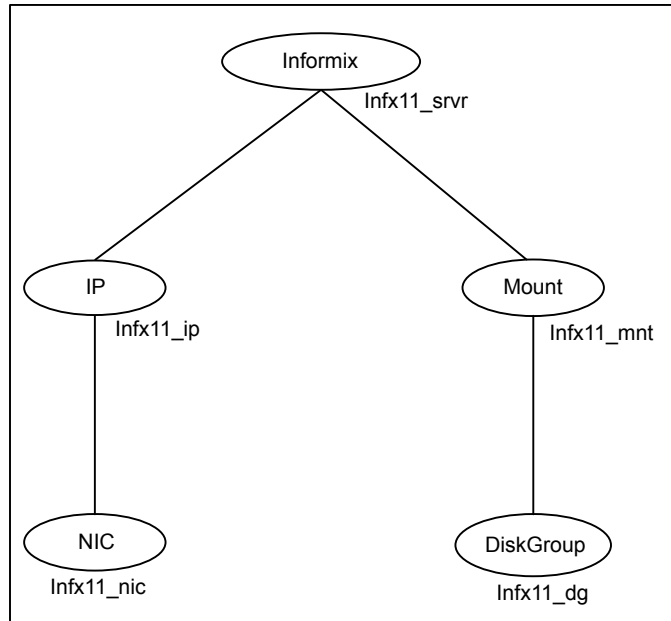 Informix
Infx11_srvr
IP
Mount
Infx11_ip
Infx11_mnt
NIC
DiskGroup
Infx11_nic
Infx11_dg